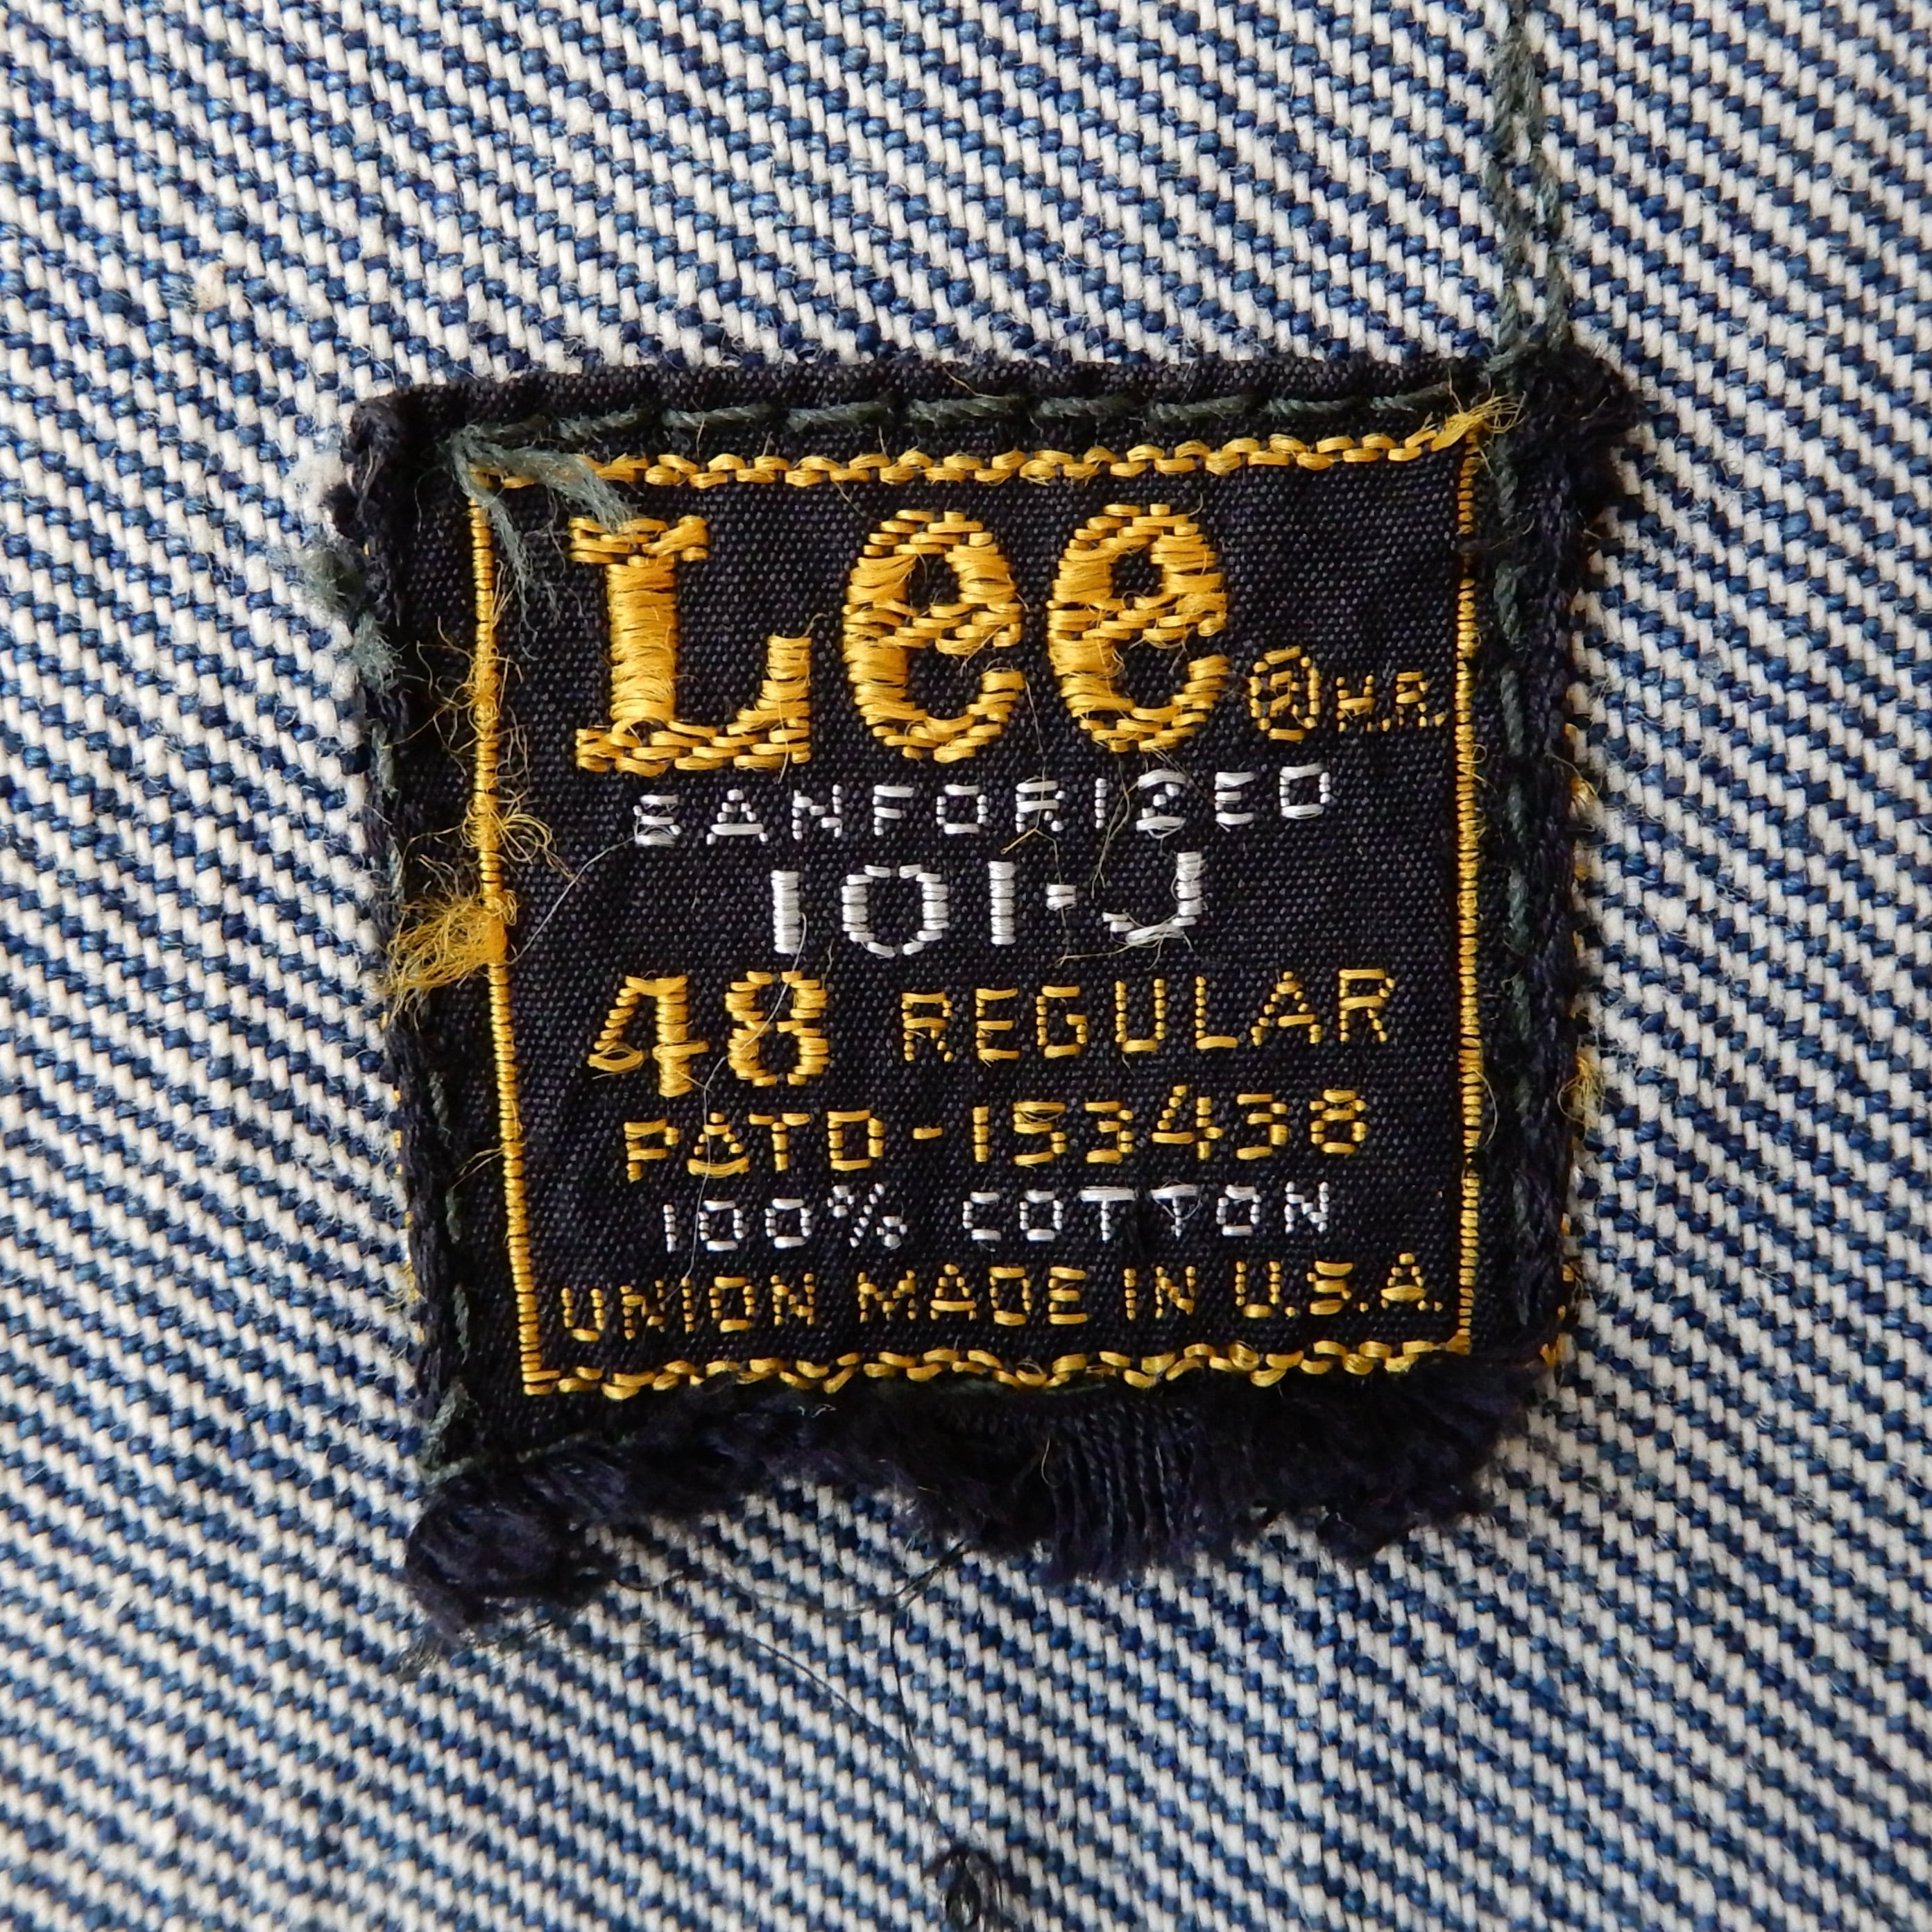 Lee® M.R.
SANFORIZED
101-J
48 REGULAR
PATD-153438
100% COTTON
UNION MADE IN U.S.A.